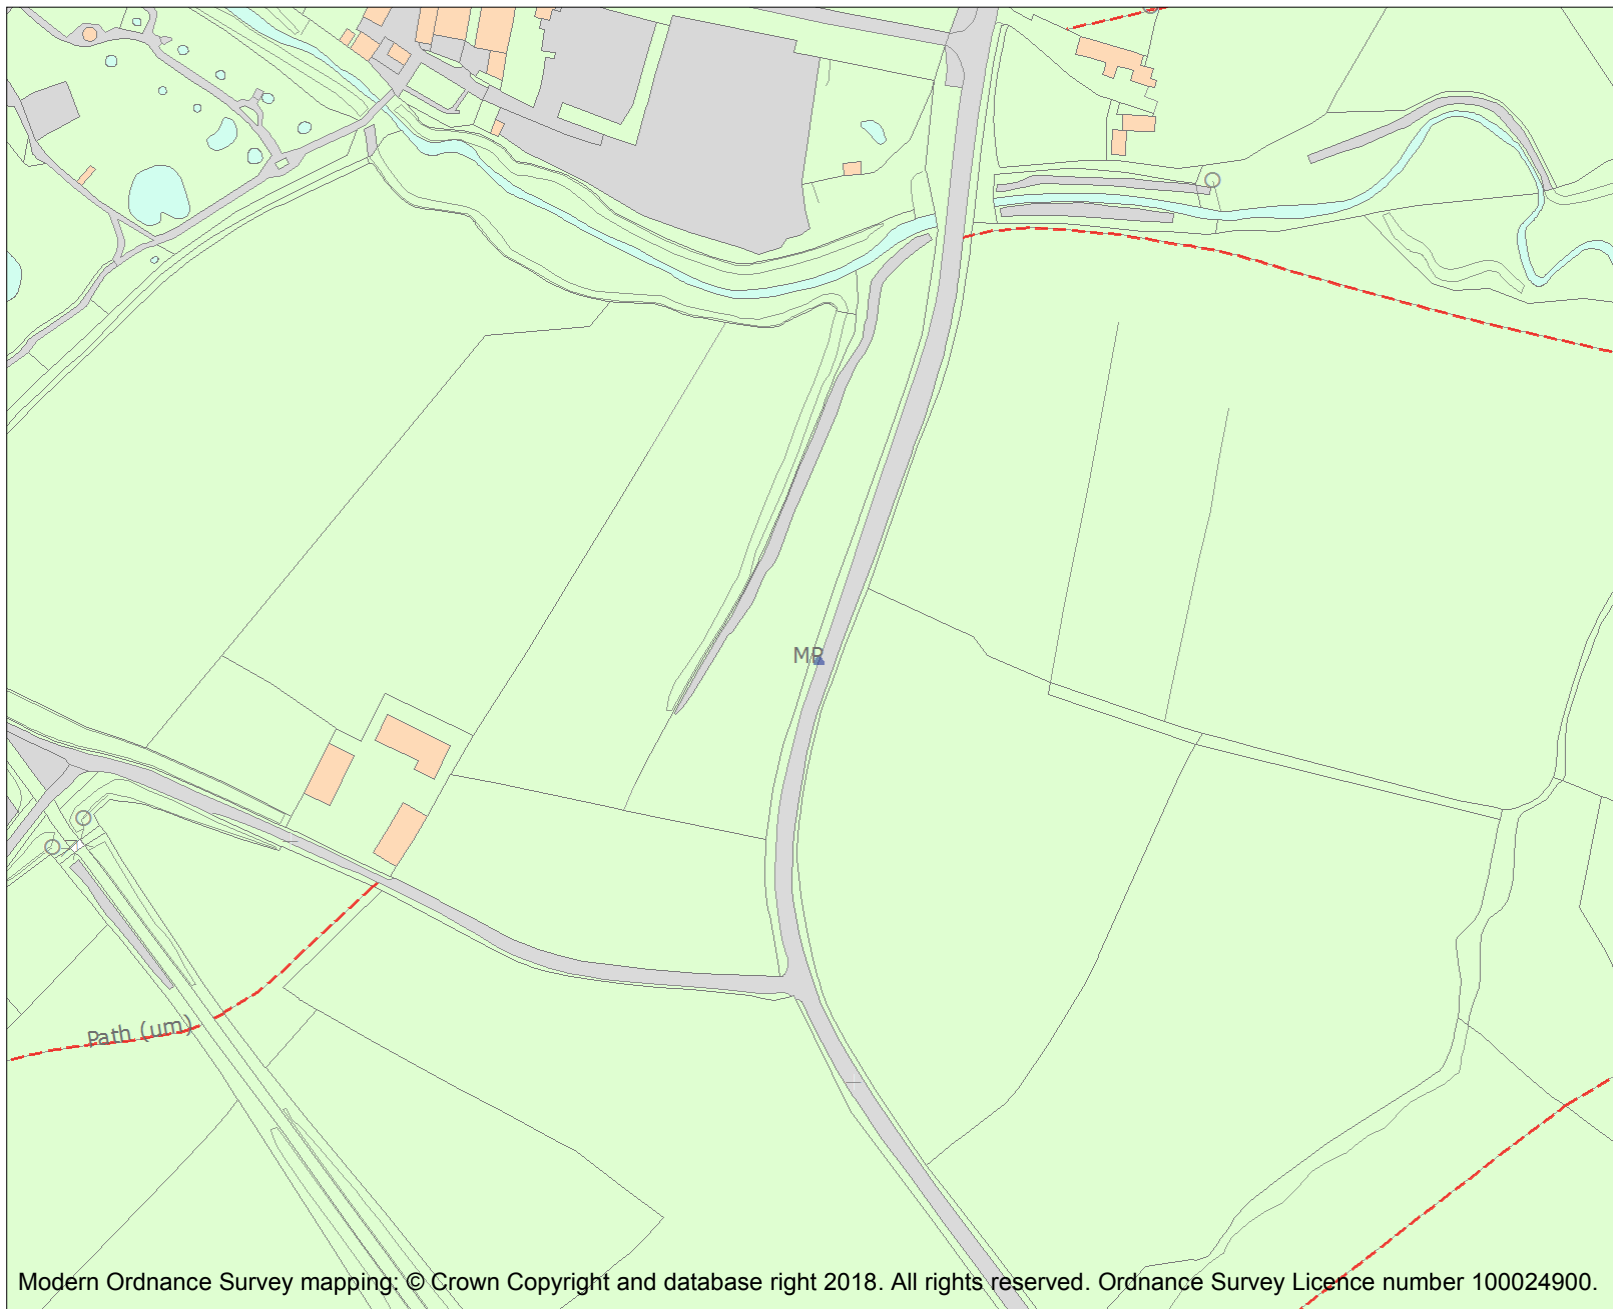 MP
Path (um)
Modern Ordnance Survey mapping: © Crown Copyright and database right 2018. All rights reserved. Ordnance Survey Licence number 100024900.